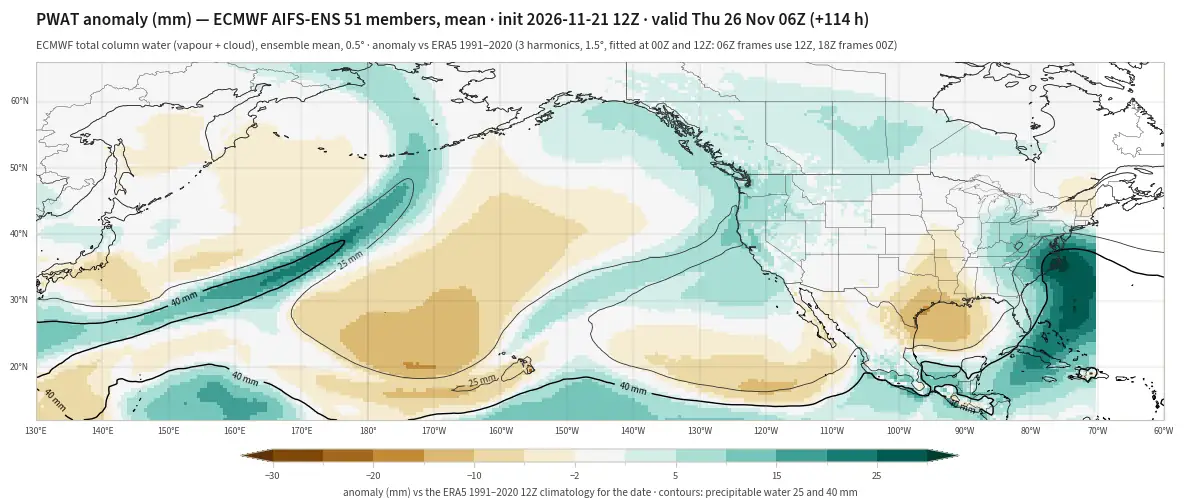 PWAT anomaly (mm) — ECMWF AIFS-ENS 51 members, mean · init 2026-11-21 12Z · valid Thu 26 Nov 06Z (+114 h)
ECMWF total column water (vapour + cloud), ensemble mean, 0.5° · anomaly vs ERA5 1991–2020 (3 harmonics, 1.5°, fitted at 00Z and 12Z: 06Z frames use 12Z, 18Z frames 00Z)
60°N
50°N
40°N
30°N
20°N
25 mm
40 mm
40 mm
40 mm
25 mm
40 mm
130°E 140°E 150°E 160°E 180° 170°W 160°W 150°W 140°W 130°W 120°W 110°W 100°W 90°W 80°W 70°W 60°W
−30 −20 −10 −2 5 15 25
anomaly (mm) vs the ERA5 1991–2020 12Z climatology for the date · contours: precipitable water 25 and 40 mm